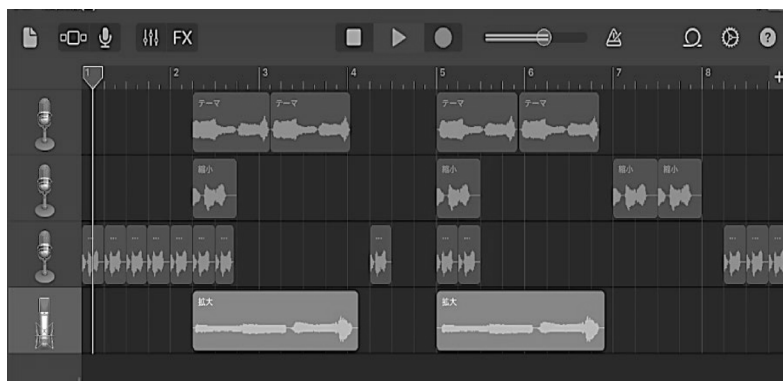 FX
1 2 3 4 5 6 7 8
テーマ テーマ テーマ テーマ
縮小 縮小 縮小 縮小
... ... ... ... ... ... ... ... ... ... ... ... ...
拡大 拡大